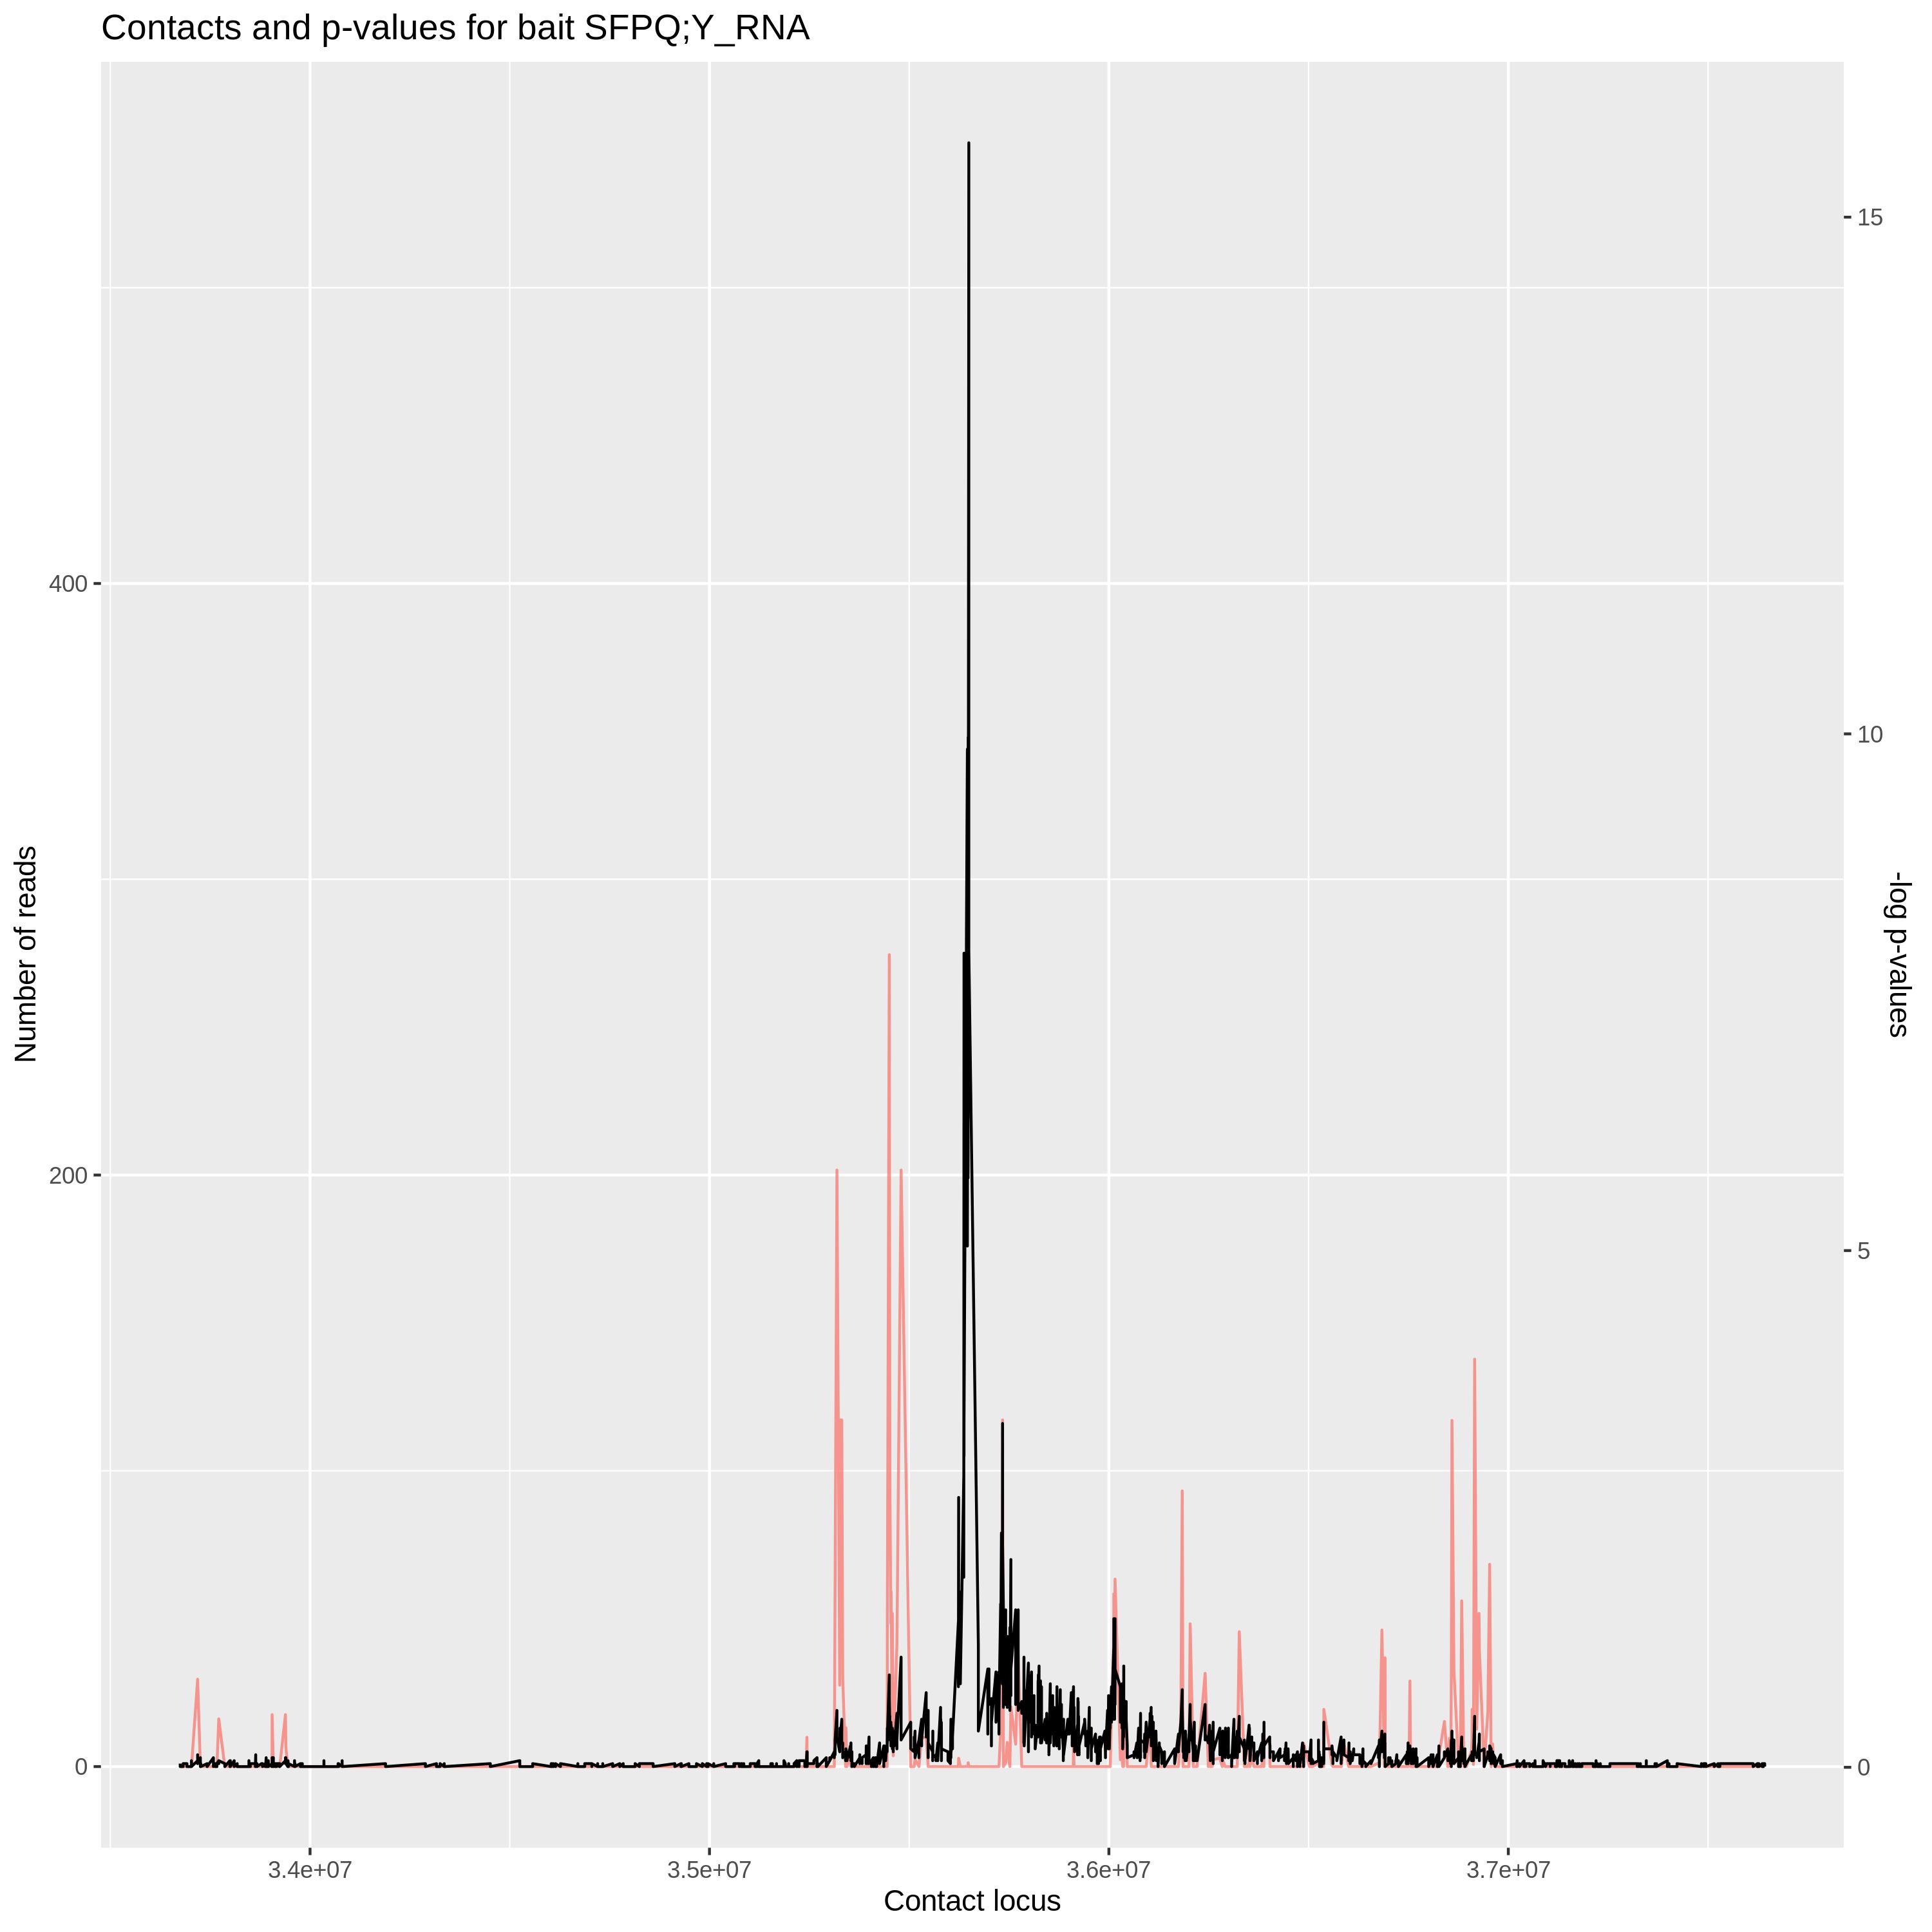 Contacts and p-values for bait SFPQ;Y_RNA
Number of reads
400
200
0
15
10
5
0
-log p-values
3.4e+07
3.5e+07
3.6e+07
3.7e+07
Contact locus